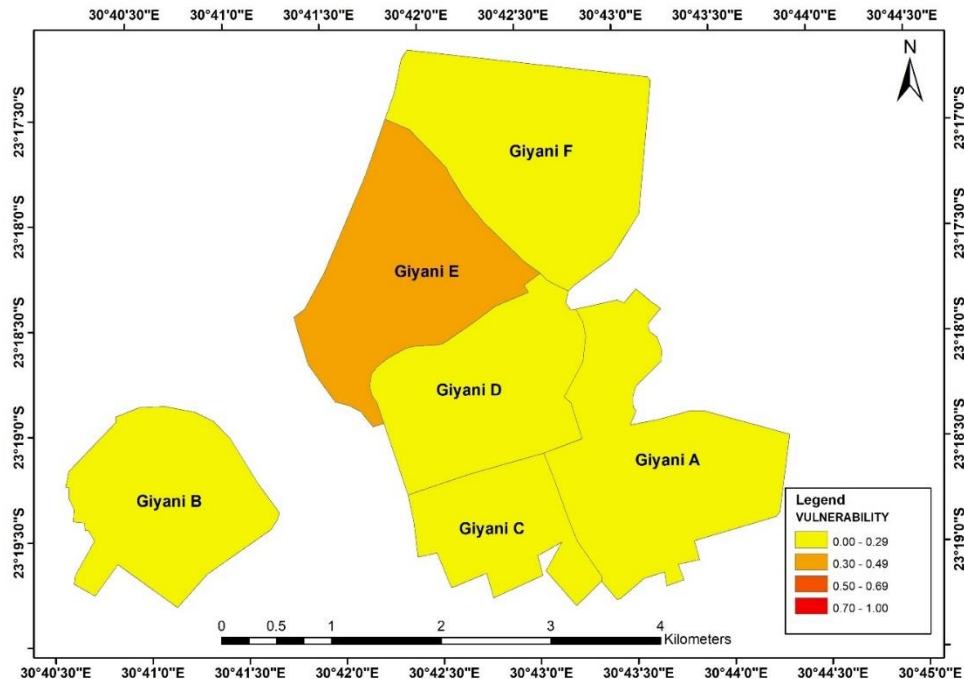 30°40'30"E 30°41'0"E 30°41'30"E 30°42'0"E 30°42'30"E 30°43'0"E 30°43'30"E 30°44'0"E 30°44'30"E
N
23°17'30"S
23°18'0"S
23°18'30"S
23°19'0"S
23°19'30"S
Giyani F
Giyani E
Giyani D
Giyani A
Giyani B
Giyani C
23°17'0"S
23°17'30"S
23°18'0"S
23°18'30"S
23°19'0"S
Legend
VULNERABILITY
0.00 - 0.29
0.30 - 0.49
0.50 - 0.69
0.70 - 1.00
0 0.5 1 2 3 4
Kilometers
30°40'0"E 30°40'30"E 30°41'0"E 30°41'30"E 30°42'0"E 30°42'30"E 30°43'0"E 30°43'30"E 30°44'0"E 30°44'30"E 30°45'0"E